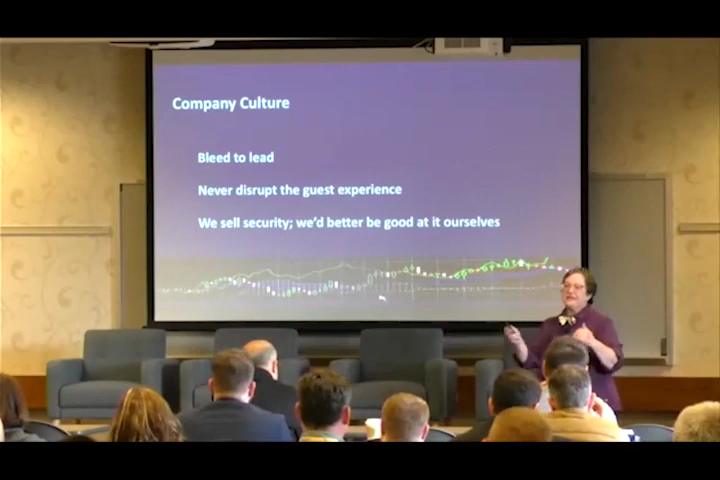 Company Culture
Bleed to lead
Never disrupt the guest experience
We sell security; we'd better be good at it ourselves